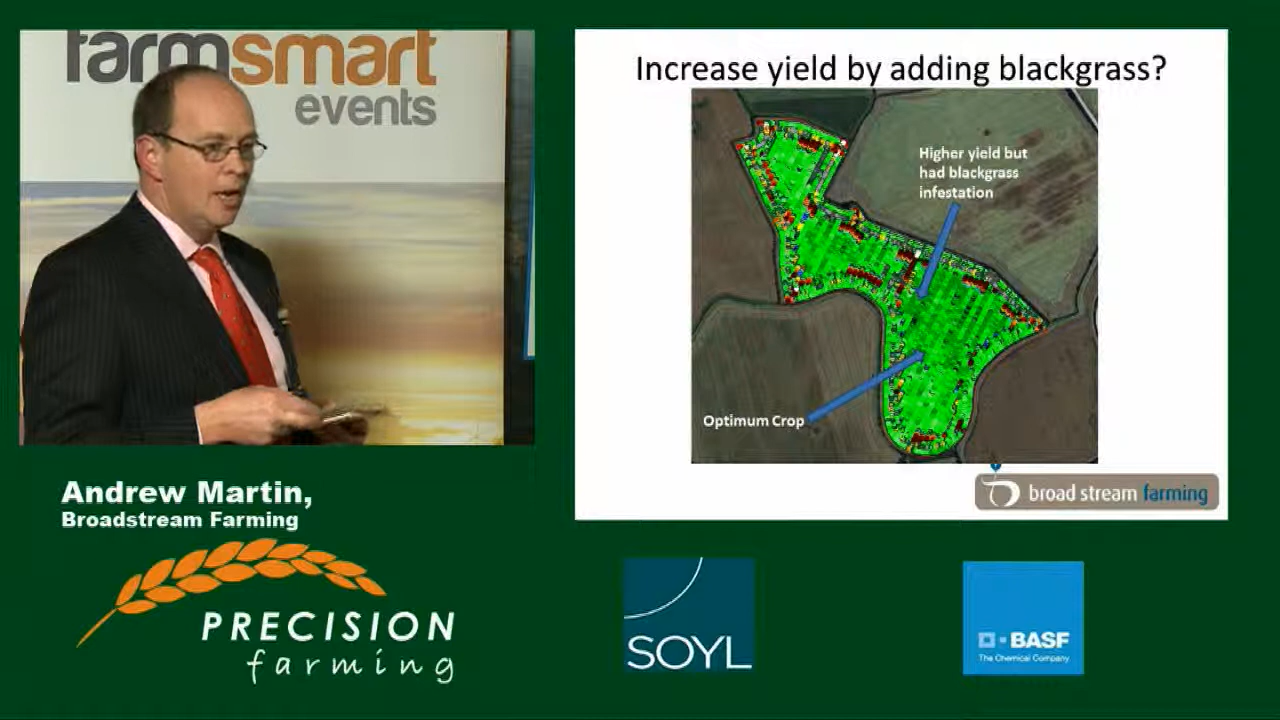 farmsmart
events
Increase yield by adding blackgrass?
Higher yield but
had blackgrass
infestation
Optimum Crop
broad stream farming
Andrew Martin,
Broadstream Farming
PRECISION
farming
SOYL
BASF
The Chemical Company